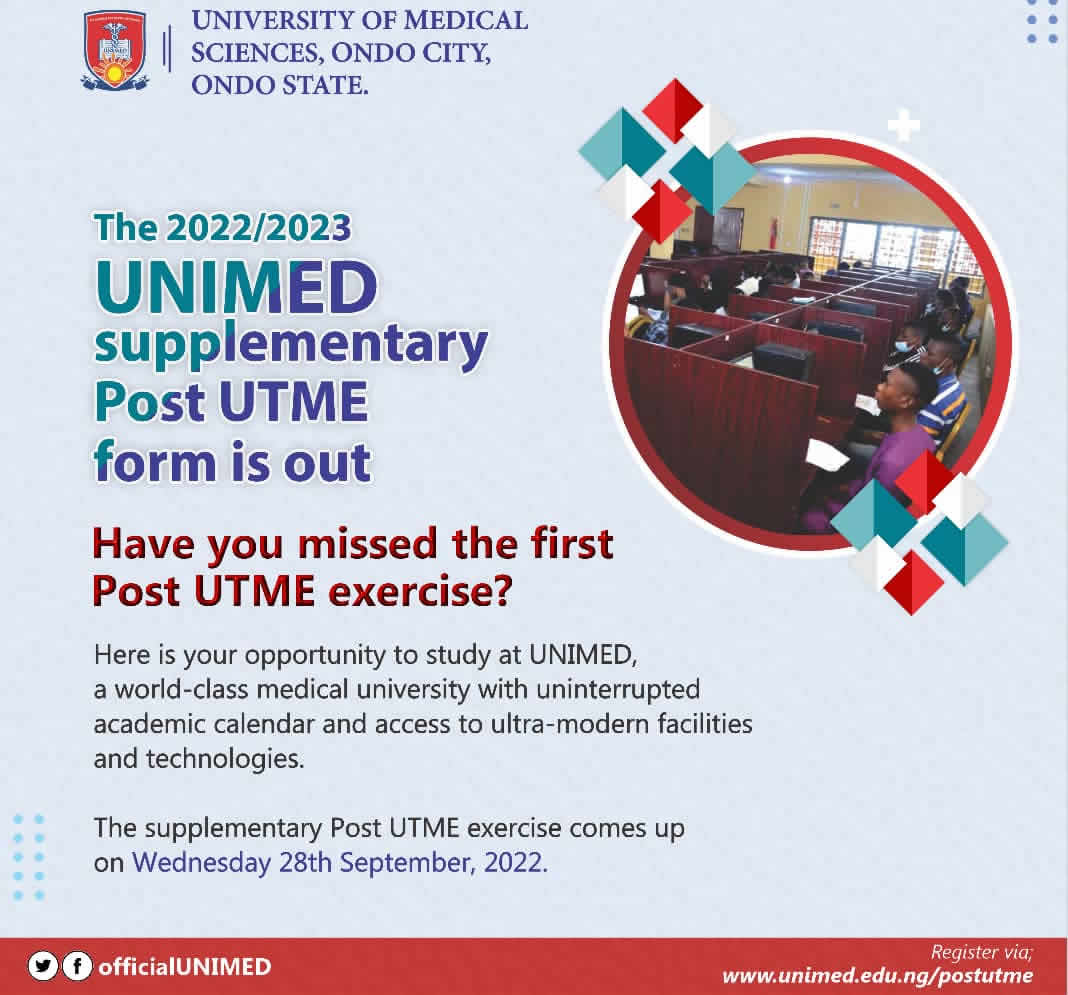 UNIVERSITY OF MEDICAL
SCIENCES, ONDO CITY,
ONDO STATE.
The 2022/2023
UNIMED
supplementary
Post UTME
form is out
Have you missed the first
Post UTME exercise?
Here is your opportunity to study at UNIMED,
a world-class medical university with uninterrupted
academic calendar and access to ultra-modern facilities
and technologies.
The supplementary Post UTME exercise comes up
on Wednesday 28th September, 2022.
officialUNIMED
Register via;
www.unimed.edu.ng/postutme